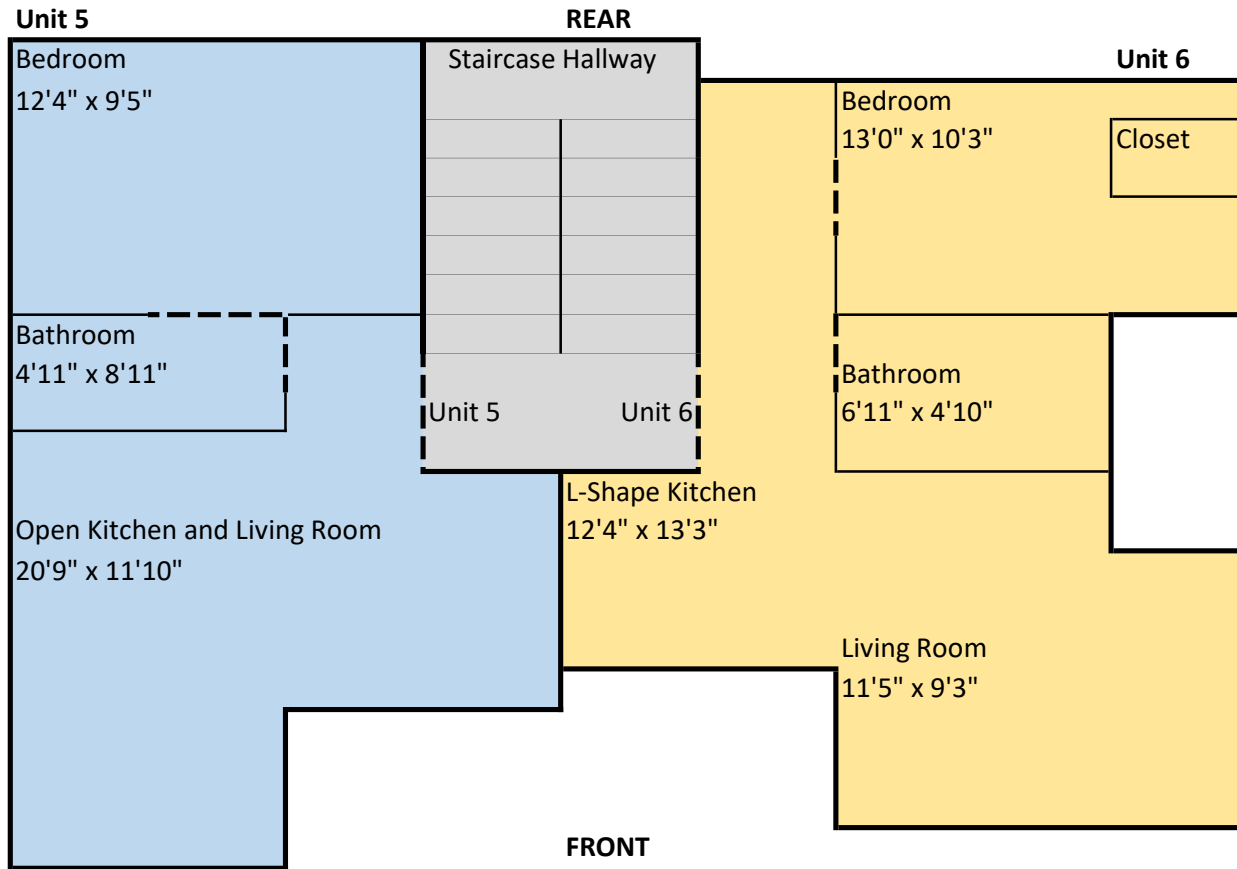 Unit 5
REAR
Unit 6
Bedroom
12'4" x 9'5"
Staircase Hallway
Bedroom
13'0" x 10'3"
Closet
Bathroom
4'11" x 8'11"
Unit 5
Unit 6
Bathroom
6'11" x 4'10"
Open Kitchen and Living Room
20'9" x 11'10"
L-Shape Kitchen
12'4" x 13'3"
Living Room
11'5" x 9'3"
FRONT